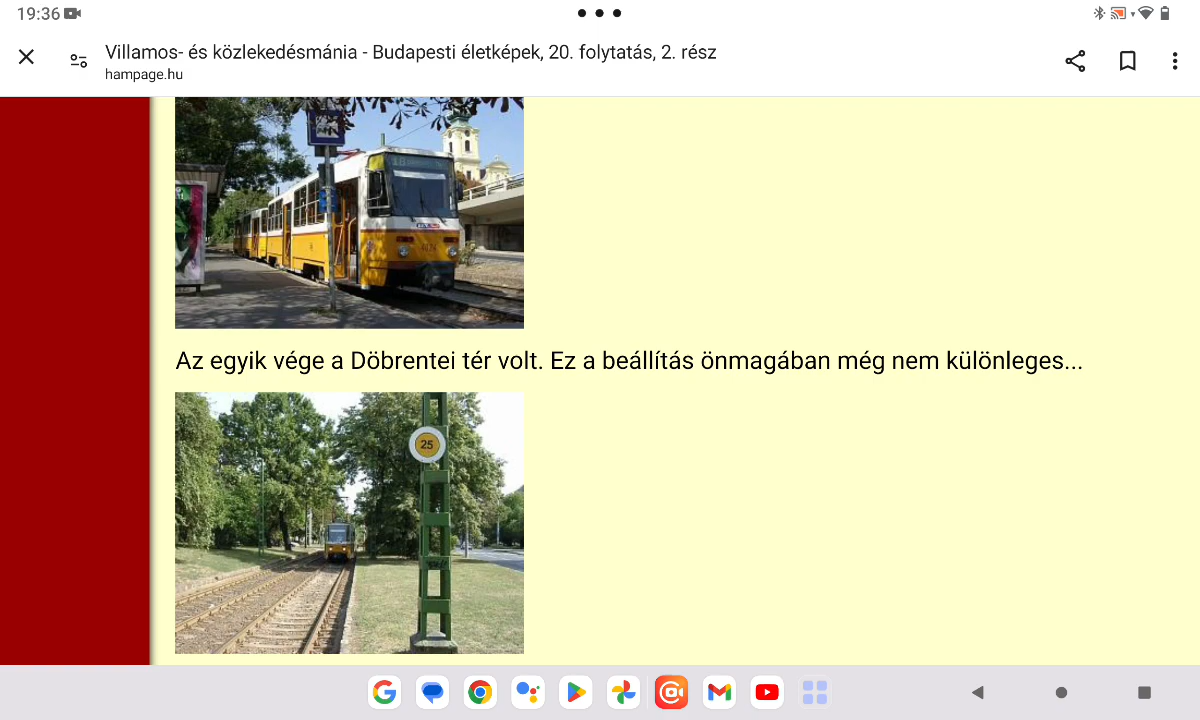 19:36
Villamos- és közlekedésmánia - Budapesti életképek, 20. folytatás, 2. rész
hampage.hu
18
Az egyik vége a Döbrentei tér volt. Ez a beállítás önmagában még nem különleges...
25